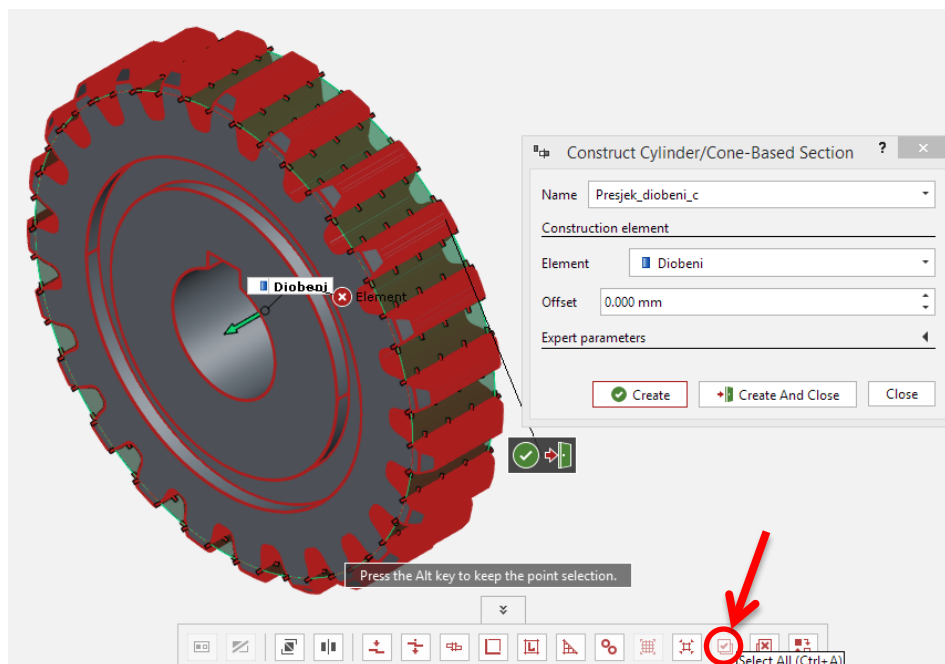 Construct Cylinder/Cone-Based Section ? ×
Name Presjek_diobeni_c
Construction element
Element Diobeni
Offset 0.000 mm
Expert parameters
Create Create And Close Close
Diobeni
Element
Press the Alt key to keep the point selection.
Select All (Ctrl+A)